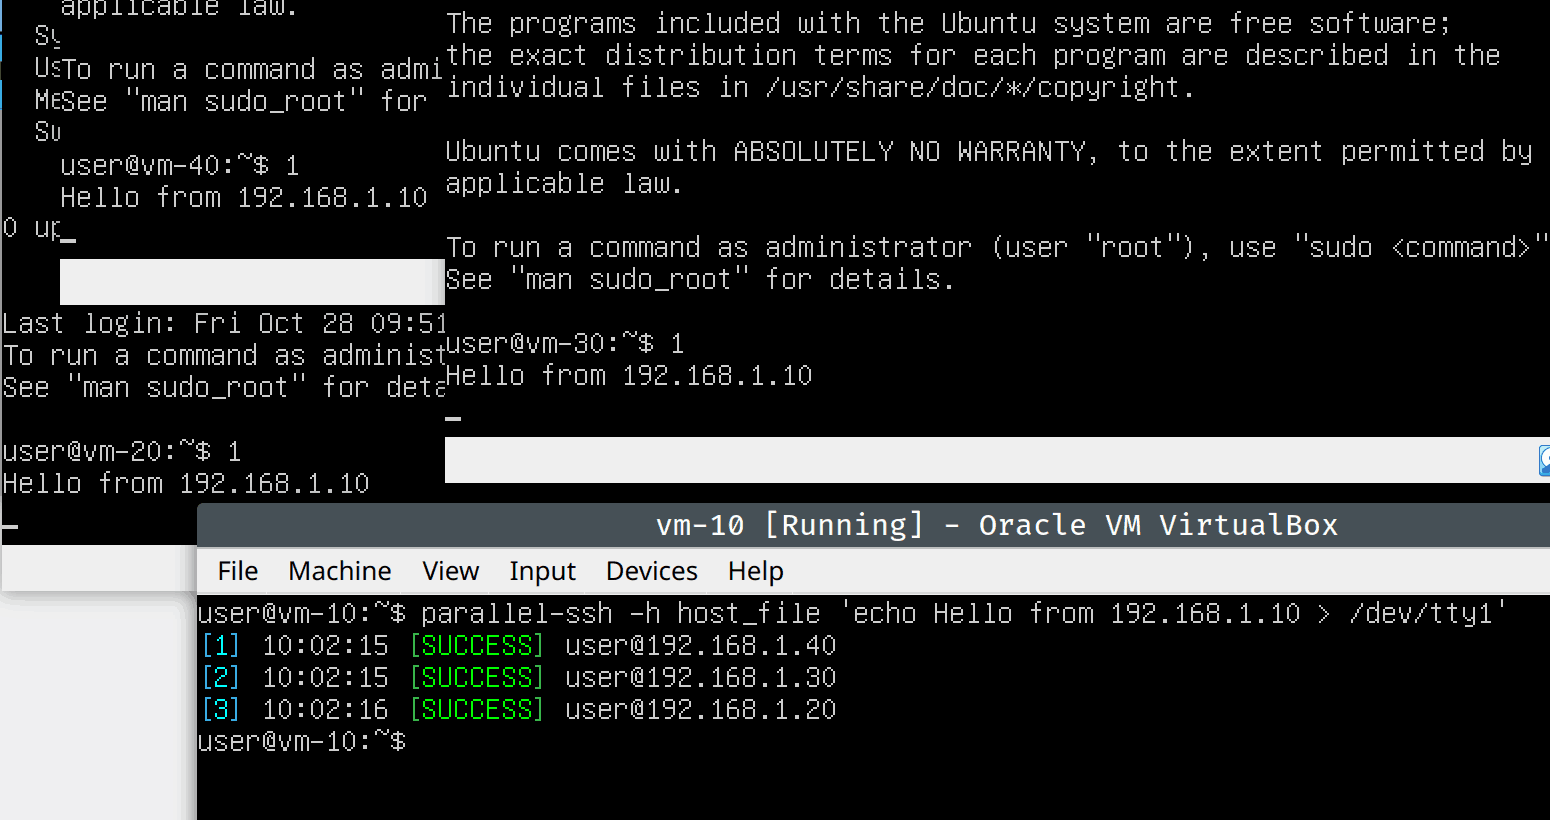 applicable law.
To run a command as admi
See "man sudo_root" for
user@vm-40:~$ 1
Hello from 192.168.1.10
Sy
Us
Me
Su
0 up
Last login: Fri Oct 28 09:51
To run a command as administ
See "man sudo_root" for deta
user@vm-20:~$ 1
Hello from 192.168.1.10
The programs included with the Ubuntu system are free software;
the exact distribution terms for each program are described in the
individual files in /usr/share/doc/*/copyright.
Ubuntu comes with ABSOLUTELY NO WARRANTY, to the extent permitted by
applicable law.
To run a command as administrator (user "root"), use "sudo <command>"
See "man sudo_root" for details.
user@vm-30:~$ 1
Hello from 192.168.1.10
vm-10 [Running] - Oracle VM VirtualBox
File Machine View Input Devices Help
user@vm-10:~$ parallel-ssh -h host_file 'echo Hello from 192.168.1.10 > /dev/tty1'
[1] 10:02:15 [SUCCESS] user@192.168.1.40
[2] 10:02:15 [SUCCESS] user@192.168.1.30
[3] 10:02:16 [SUCCESS] user@192.168.1.20
user@vm-10:~$